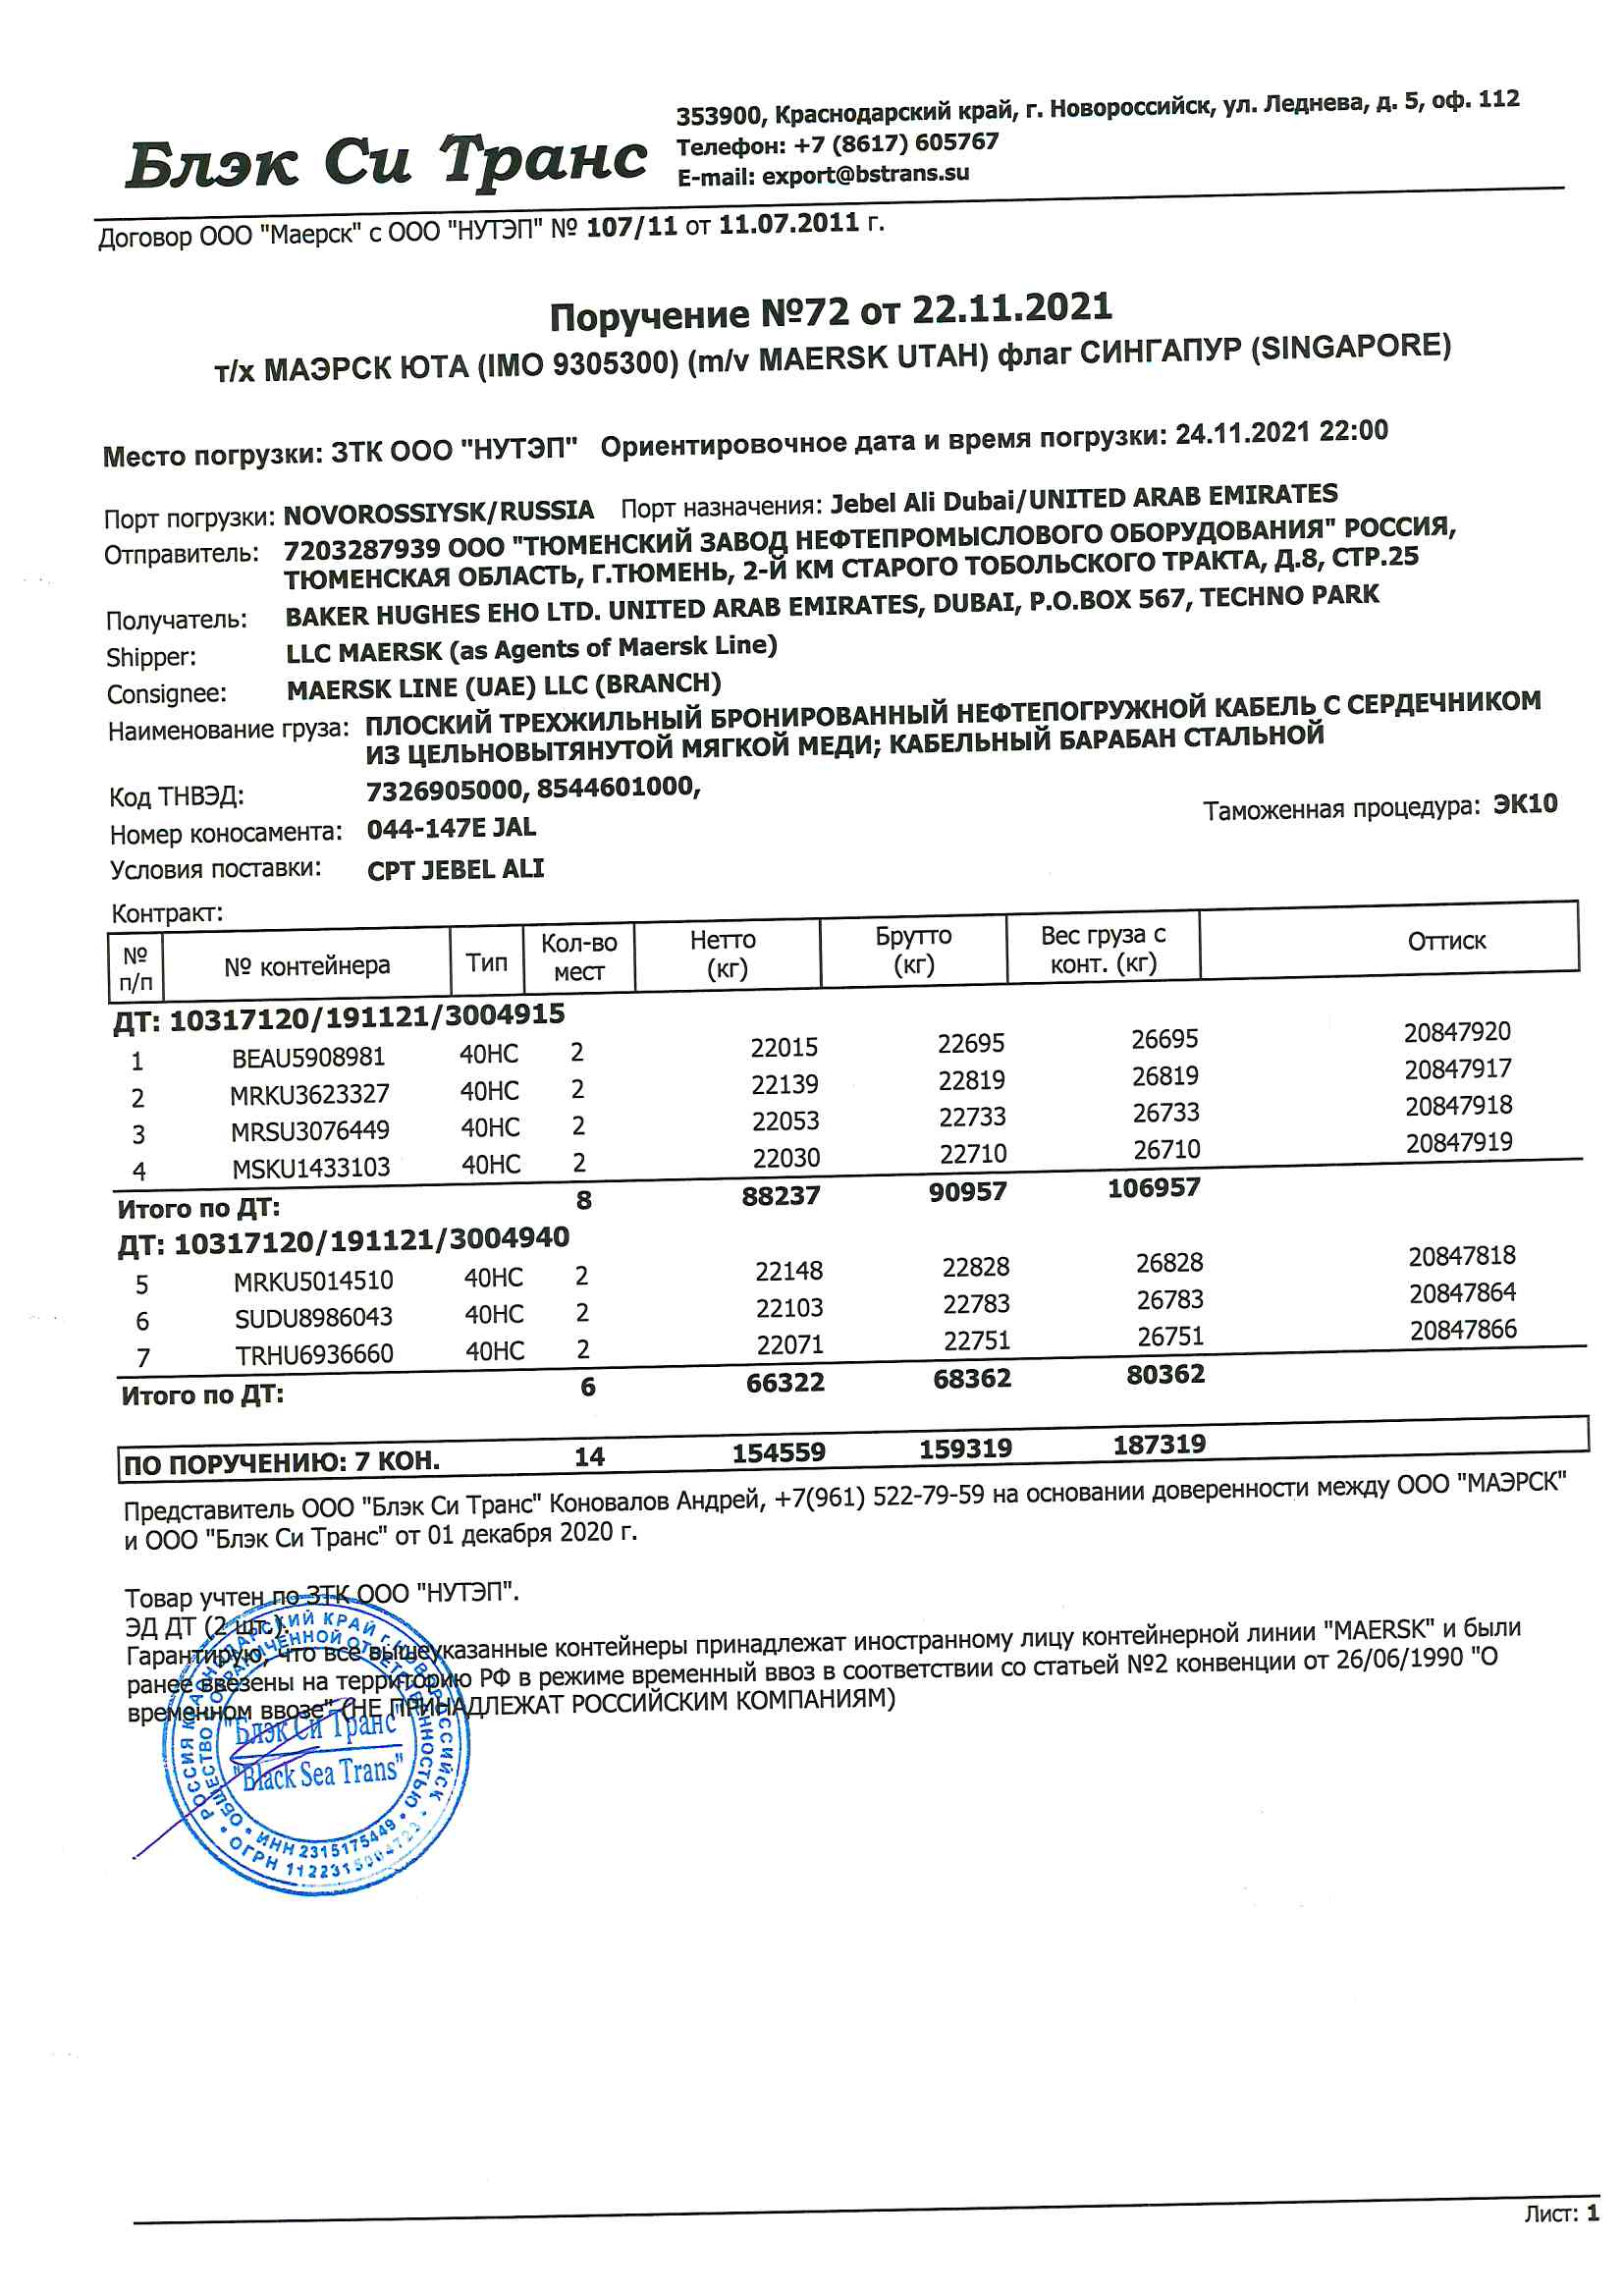 Блэк Си Транс
353900, Краснодарский край, г. Новороссийск, ул. Леднева, д. 5, оф. 112
Телефон: +7 (8617) 605767
E-mail: export@bstrans.su
Договор ООО "Маерск" с ООО "НУТЭП" № 107/11 от 11.07.2011 г.
Поручение №72 от 22.11.2021
т/х МАЭРСК ЮТА (IMO 9305300) (m/v MAERSK UTAH) флаг СИНГАПУР (SINGAPORE)
Место погрузки: ЗТК ООО "НУТЭП" Ориентировочное дата и время погрузки: 24.11.2021 22:00
Порт погрузки: NOVOROSSIYSK/RUSSIA Порт назначения: Jebel Ali Dubai/UNITED ARAB EMIRATES
Отправитель: 7203287939 ООО "ТЮМЕНСКИЙ ЗАВОД НЕФТЕПРОМЫСЛОВОГО ОБОРУДОВАНИЯ" РОССИЯ,
ТЮМЕНСКАЯ ОБЛАСТЬ, Г.ТЮМЕНЬ, 2-Й КМ СТАРОГО ТОБОЛЬСКОГО ТРАКТА, Д.8, СТР.25
Получатель: BAKER HUGHES EHO LTD. UNITED ARAB EMIRATES, DUBAI, P.O.BOX 567, TECHNO PARK
Shipper: LLC MAERSK (as Agents of Maersk Line)
Consignee: MAERSK LINE (UAE) LLC (BRANCH)
Наименование груза: ПЛОСКИЙ ТРЕХЖИЛЬНЫЙ БРОНИРОВАННЫЙ НЕФТЕПОГРУЖНОЙ КАБЕЛЬ С СЕРДЕЧНИКОМ
ИЗ ЦЕЛЬНОВЫТЯНУТОЙ МЯГКОЙ МЕДИ; КАБЕЛЬНЫЙ БАРАБАН СТАЛЬНОЙ
Код ТНВЭД: 7326905000, 8544601000,
Номер коносамента: 044-147E JAL Таможенная процедура: ЭК10
Условия поставки: CPT JEBEL ALI
Контракт:
№ п/п № контейнера Тип Кол-во мест Нетто (кг) Брутто (кг) Вес груза с конт. (кг) Оттиск
ДТ: 10317120/191121/3004915
1 BEAU5908981 40HC 2 22015 22695 26695 20847920
2 MRKU3623327 40HC 2 22139 22819 26819 20847917
3 MRSU3076449 40HC 2 22053 22733 26733 20847918
4 MSKU1433103 40HC 2 22030 22710 26710 20847919
Итого по ДТ: 8 88237 90957 106957
ДТ: 10317120/191121/3004940
5 MRKU5014510 40HC 2 22148 22828 26828 20847818
6 SUDU8986043 40HC 2 22103 22783 26783 20847864
7 TRHU6936660 40HC 2 22071 22751 26751 20847866
Итого по ДТ: 6 66322 68362 80362
ПО ПОРУЧЕНИЮ: 7 КОН. 14 154559 159319 187319
Представитель ООО "Блэк Си Транс" Коновалов Андрей, +7(961) 522-79-59 на основании доверенности между ООО "МАЭРСК"
и ООО "Блэк Си Транс" от 01 декабря 2020 г.
Товар учтен по ЗТК ООО "НУТЭП".
ЭД ДТ (2 шт.).
Гарантирую, что все вышеуказанные контейнеры принадлежат иностранному лицу контейнерной линии "MAERSK" и были
ранее ввезены на территорию РФ в режиме временный ввоз в соответствии со статьей №2 конвенции от 26/06/1990 "О
временном ввозе" (НЕ ПРИНАДЛЕЖАТ РОССИЙСКИМ КОМПАНИЯМ)
РОССИЯ КРАСНОДАРСКИЙ КРАЙ г. НОВОРОССИЙСК
ОБЩЕСТВО С ОГРАНИЧЕННОЙ ОТВЕТСТВЕННОСТЬЮ
"Блэк Си Транс"
"Black Sea Trans"
ИНН 2315175449
ОГРН
Лист: 1